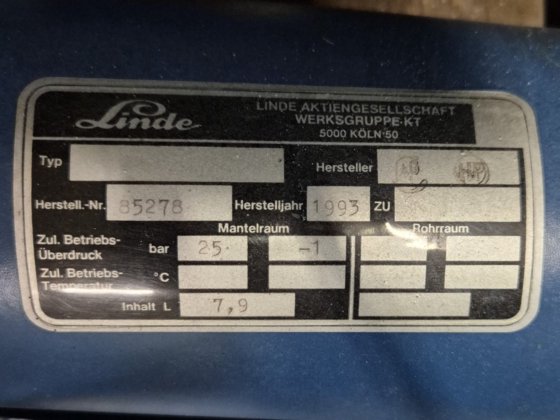 Linde
LINDE AKTIENGESELLSCHAFT
WERKSGRUPPE-KT
5000 KÖLN-50
Typ Hersteller
Herstell.-Nr. 85278 Herstelljahr 1993 ZU
Mantelraum Rohrraum
Zul. Betriebs-Überdruck bar 25 -1
Zul. Betriebs-Temperatur °C
Inhalt L 7,9